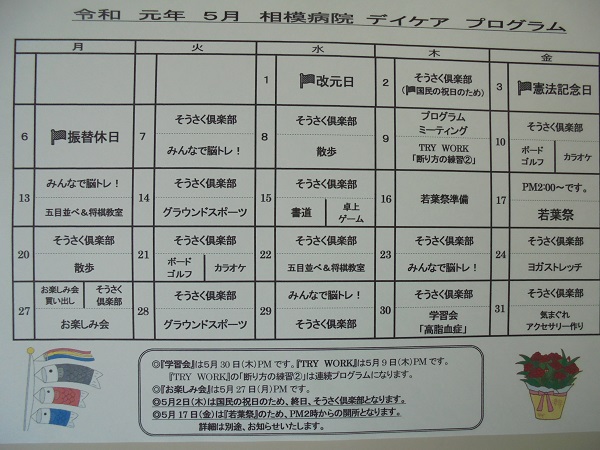 令和 元年 5月 相模病院 デイケア プログラム
月 火 水 木 金
1 改元日
2 そうさく倶楽部
(国民の祝日のため)
3 憲法記念日
6 振替休日
7 そうさく倶楽部
みんなで脳トレ！
8 そうさく倶楽部
散歩
9 プログラム
ミーティング
TRY WORK
「断り方の練習②」
10 そうさく倶楽部
ボード
ゴルフ
カラオケ
13 みんなで脳トレ！
五目並べ＆将棋教室
14 そうさく倶楽部
グラウンドスポーツ
15 そうさく倶楽部
書道
卓上
ゲーム
16 若葉祭準備
17 PM2:00～です。
若葉祭
20 そうさく倶楽部
散歩
21 そうさく倶楽部
ボード
ゴルフ
カラオケ
22 そうさく倶楽部
五目並べ＆将棋教室
23 そうさく倶楽部
みんなで脳トレ！
24 そうさく倶楽部
ヨガストレッチ
27 お楽しみ会
買い出し
そうさく
倶楽部
お楽しみ会
28 そうさく倶楽部
グラウンドスポーツ
29 みんなで脳トレ！
そうさく倶楽部
30 そうさく倶楽部
学習会
「高脂血症」
31 そうさく倶楽部
気まぐれ
アクセサリー作り
◎『学習会』は5月30日(木)PMです。『TRY WORK』は5月9日(木)PMです。
『TRY WORK』の「断り方の練習②」は連続プログラムになります。
◎『お楽しみ会』は5月27日(月)PMです。
◎5月2日(木)は国民の祝日のため、終日、そうさく倶楽部となります。
◎5月17日(金)は『若葉祭』のため、PM2時からの開所となります。
詳細は別途、お知らせいたします。